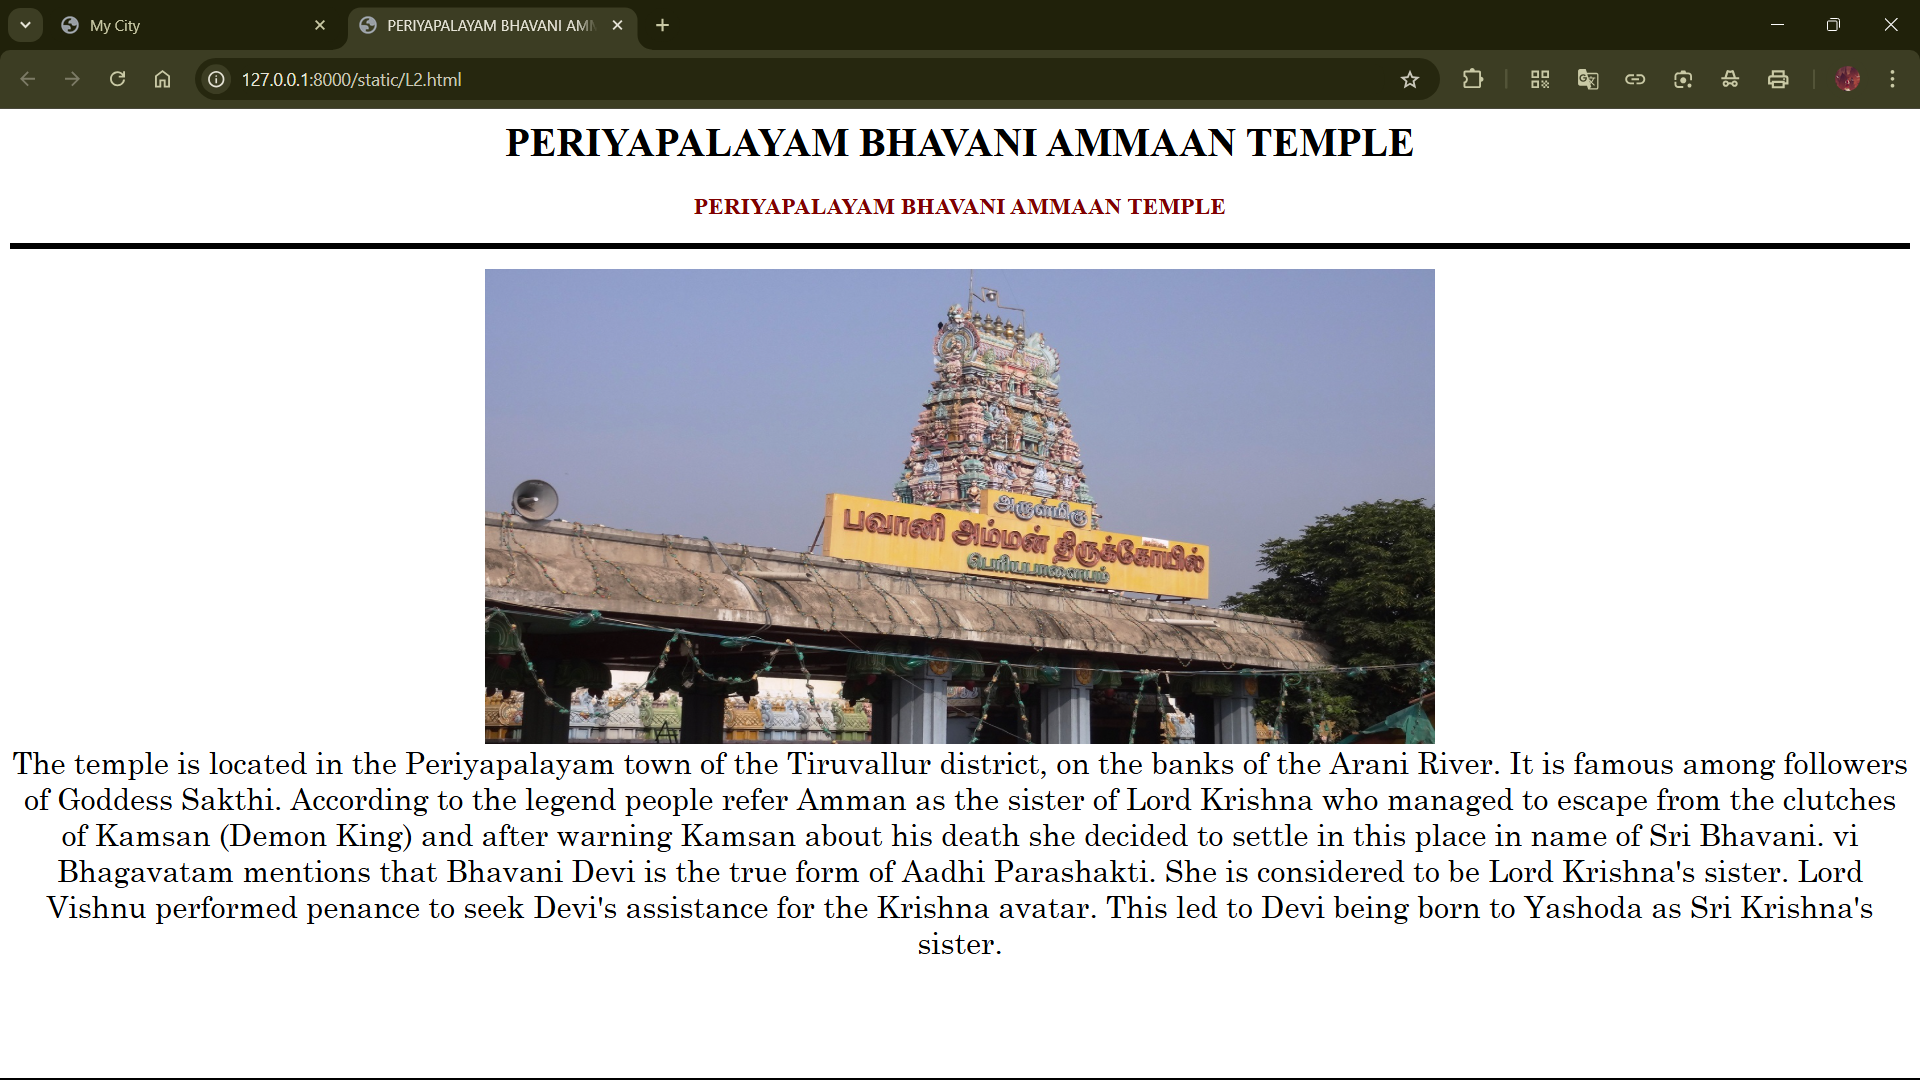 My City
PERIYAPALAYAM BHAVANI AMM
127.0.0.1:8000/static/L2.html
PERIYAPALAYAM BHAVANI AMMAAN TEMPLE
PERIYAPALAYAM BHAVANI AMMAAN TEMPLE
அருள்மிகு
பவானி அம்மன் திருக்கோயில்
பெரியபாளையம்
The temple is located in the Periyapalayam town of the Tiruvallur district, on the banks of the Arani River. It is famous among followers
of Goddess Sakthi. According to the legend people refer Amman as the sister of Lord Krishna who managed to escape from the clutches
of Kamsan (Demon King) and after warning Kamsan about his death she decided to settle in this place in name of Sri Bhavani. vi
Bhagavatam mentions that Bhavani Devi is the true form of Aadhi Parashakti. She is considered to be Lord Krishna's sister. Lord
Vishnu performed penance to seek Devi's assistance for the Krishna avatar. This led to Devi being born to Yashoda as Sri Krishna's
sister.